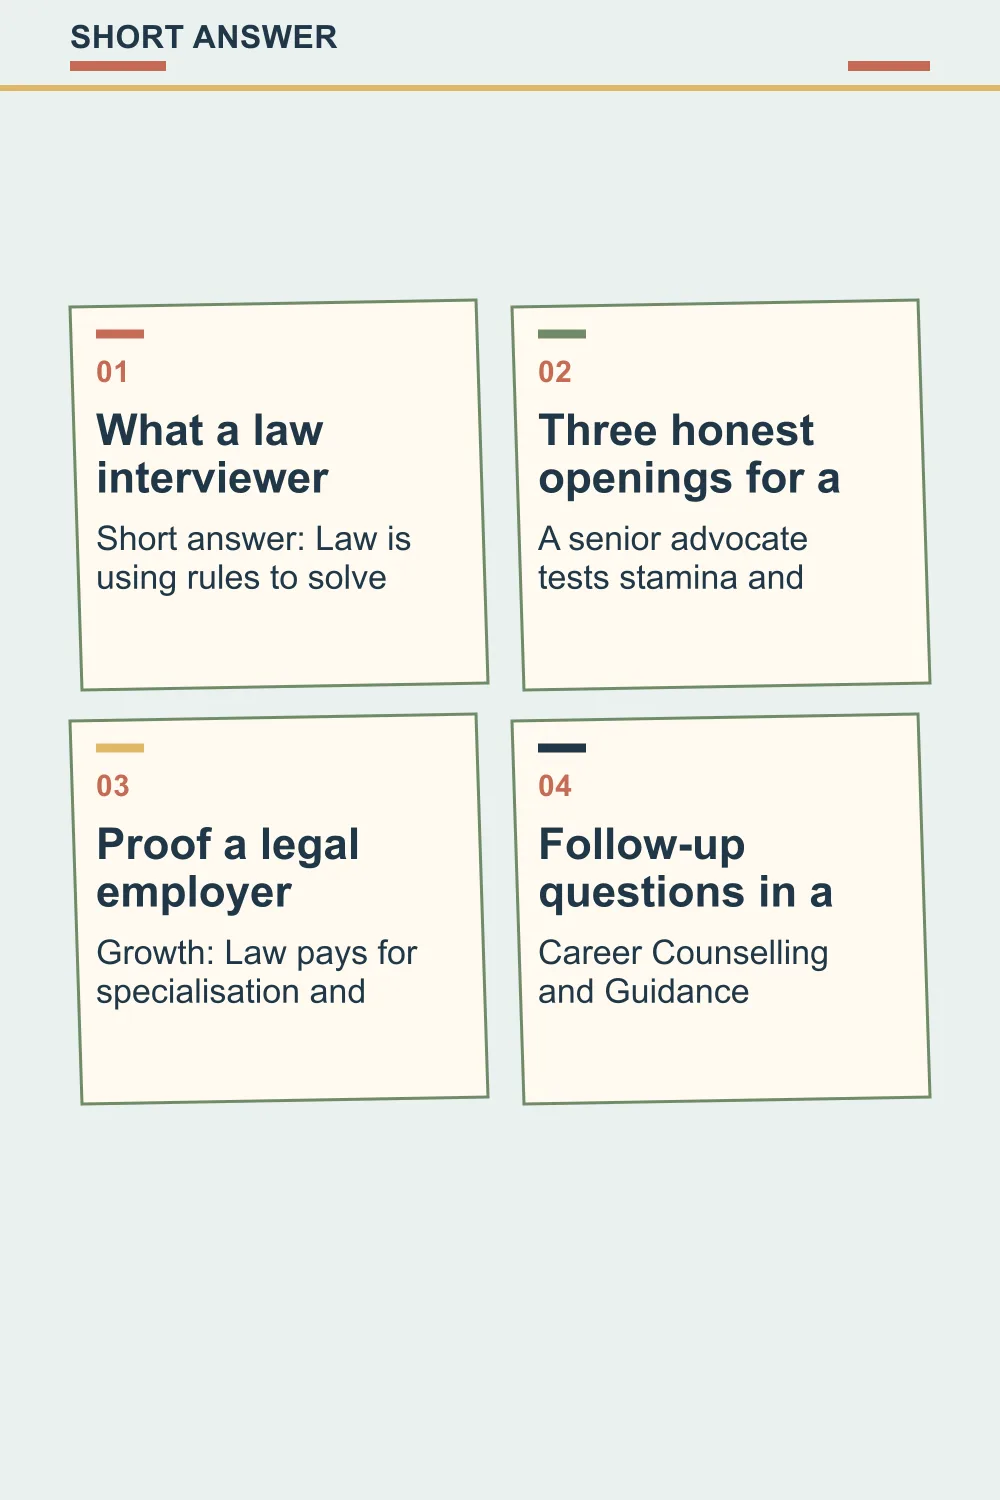 SHORT ANSWER
01
What a law
interviewer
Short answer: Law is
using rules to solve
02
Three honest
openings for a
A senior advocate
tests stamina and
03
Proof a legal
employer
Growth: Law pays for
specialisation and
04
Follow-up
questions in a
Career Counselling
and Guidance